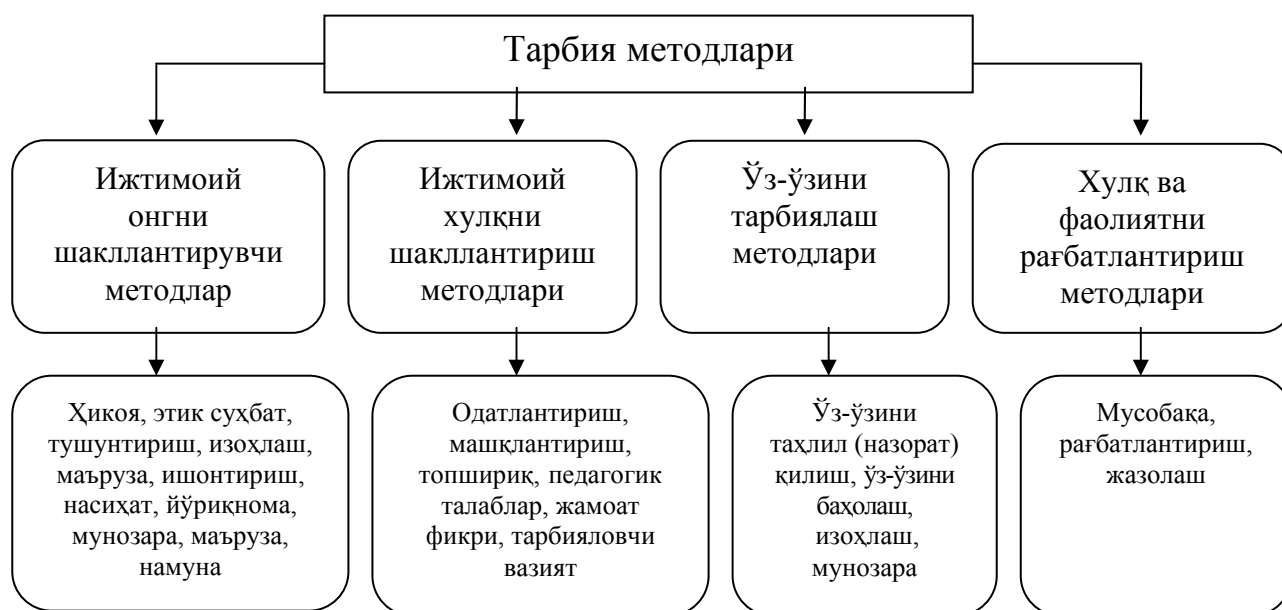 Тарбия методлари
Ижтимоий
онгни
шакллантирувчи
методлар
Ижтимоий
хулқни
шакллантириш
методлари
Ўз-ўзини
тарбиялаш
методлари
Хулқ ва
фаолиятни
рағбатлантириш
методлари
Ҳикоя, этик суҳбат,
тушунтириш, изоҳлаш,
маъруза, ишонтириш,
насиҳат, йўриқнома,
мунозара, маъруза,
намуна
Одатлантириш,
машқлантириш,
топшириқ, педагогик
талаблар, жамоат
фикри, тарбияловчи
вазият
Ўз-ўзини
таҳлил (назорат)
қилиш, ўз-ўзини
баҳолаш,
изоҳлаш,
мунозара
Мусобақа,
рағбатлантириш,
жазолаш